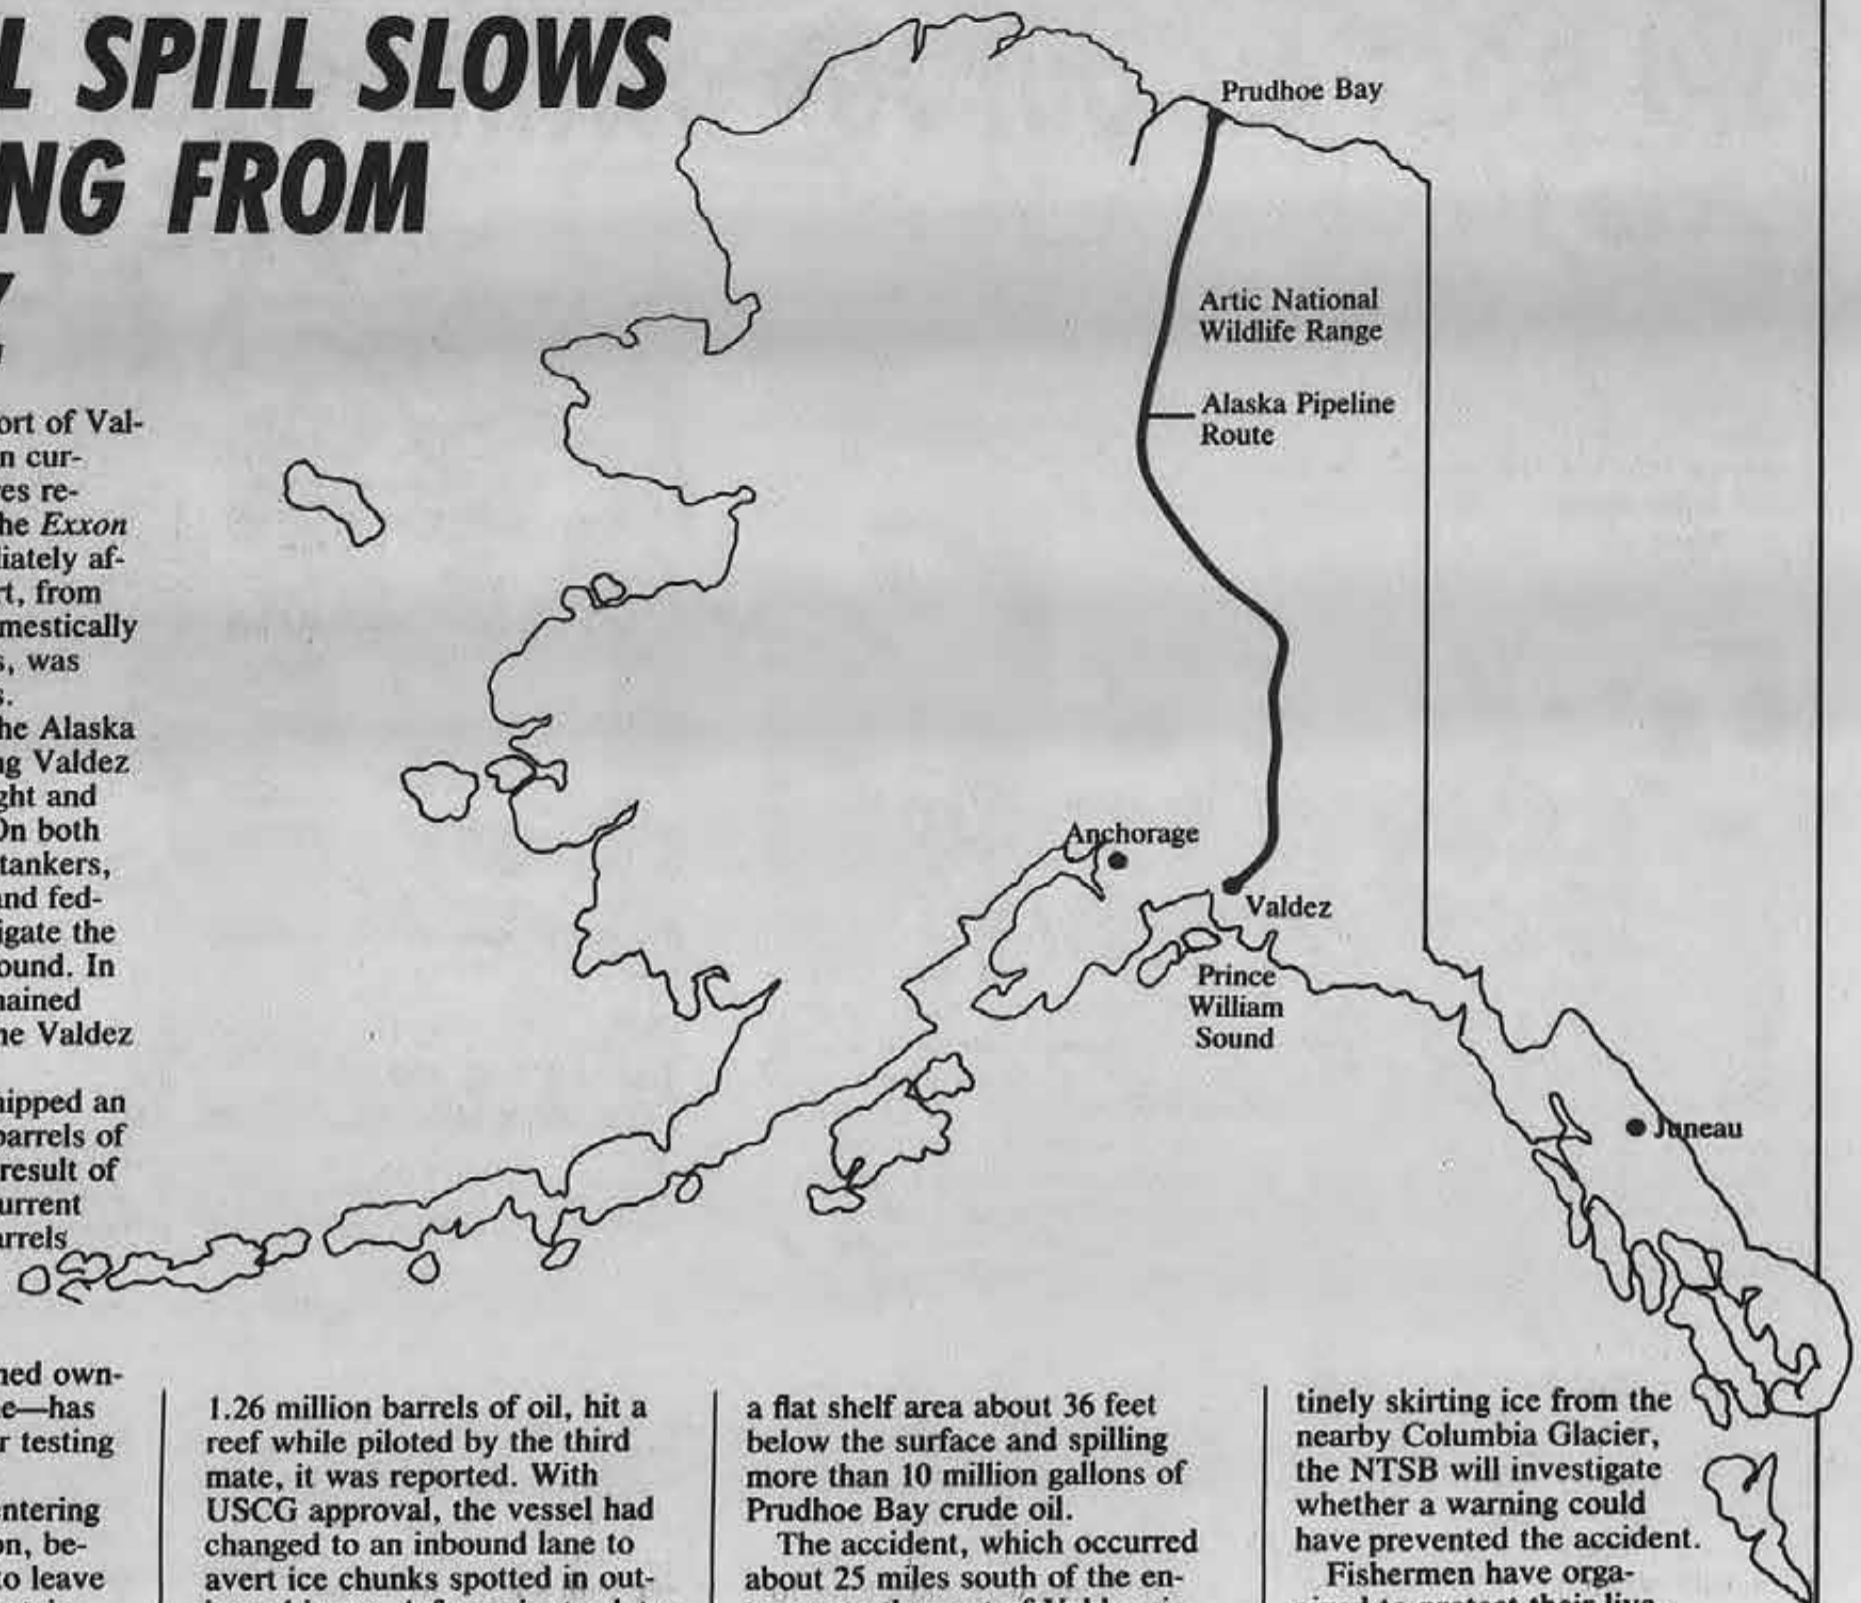 L SPILL SLOWS
NG FROM
Y
Prudhoe Bay
Artic National
Wildlife Range
Alaska Pipeline
Route
Anchorage
Valdez
Prince
William
Sound
Juneau
ort of Val-
n cur-
es re-
he Exxon
iately af-
rt, from
mestically
s, was
s.
he Alaska
ng Valdez
ght and
On both
tankers,
and fed-
igate the
ound. In
ained
he Valdez
hipped an
barrels of
result of
urrent
arrels
ned own-
e—has
r testing
ntering
on, be-
to leave
1.26 million barrels of oil, hit a
reef while piloted by the third
mate, it was reported. With
USCG approval, the vessel had
changed to an inbound lane to
avert ice chunks spotted in out-
a flat shelf area about 36 feet
below the surface and spilling
more than 10 million gallons of
Prudhoe Bay crude oil.
The accident, which occurred
about 25 miles south of the en-
tinely skirting ice from the
nearby Columbia Glacier,
the NTSB will investigate
whether a warning could
have prevented the accident.
Fishermen have orga-